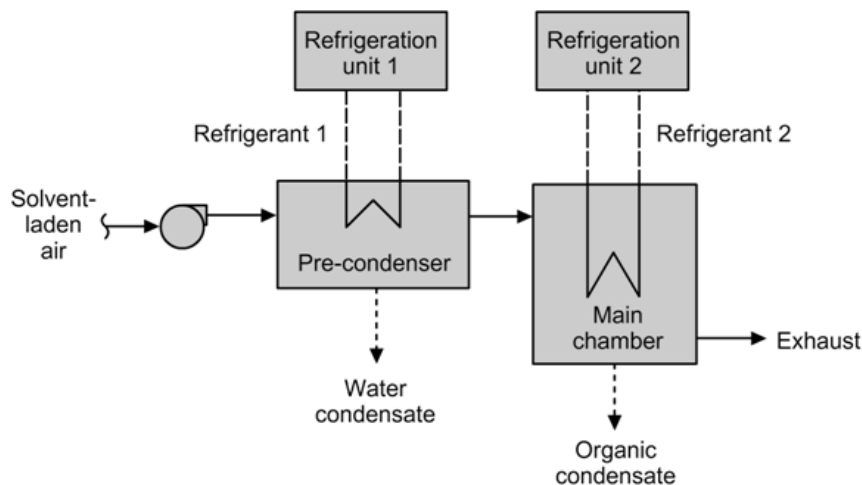 Refrigeration
unit 1
Refrigeration
unit 2
Refrigerant 1
Refrigerant 2
Solvent-
laden
air
Pre-condenser
Main
chamber
Exhaust
Water
condensate
Organic
condensate